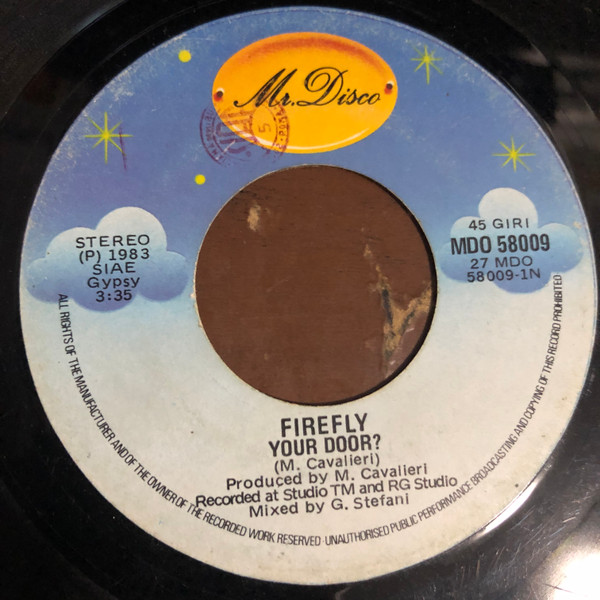 Mr. Disco
STEREO
(P) 1983
SIAE
Gypsy
3:35
45 GIRI
MDO 58009
27 MDO
58009-1N
FIREFLY
YOUR DOOR?
(M. Cavalieri)
Produced by M. Cavalieri
Recorded at Studio TM and RG Studio
Mixed by G. Stefani
ALL RIGHTS OF THE MANUFACTURER AND OF THE OWNER OF THE RECORDED WORK RESERVED · UNAUTHORISED PUBLIC PERFORMANCE BROADCASTING AND COPYING OF THIS RECORD PROHIBITED